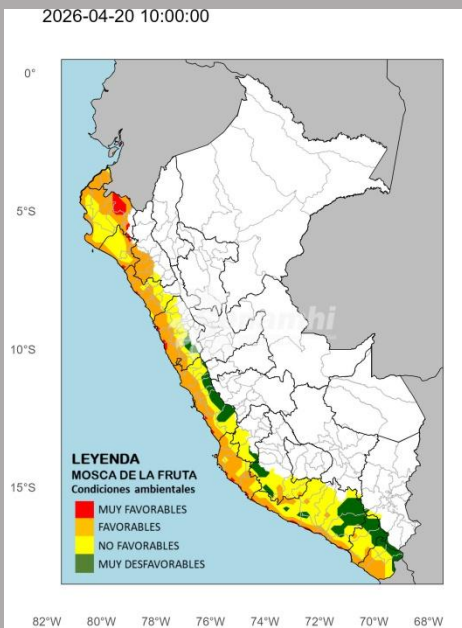 2026-04-20 10:00:00
0°
5°S
10°S
15°S
LEYENDA
MOSCA DE LA FRUTA
Condiciones ambientales
MUY FAVORABLES
FAVORABLES
NO FAVORABLES
MUY DESFAVORABLES
82°W 80°W 78°W 76°W 74°W 72°W 70°W 68°W